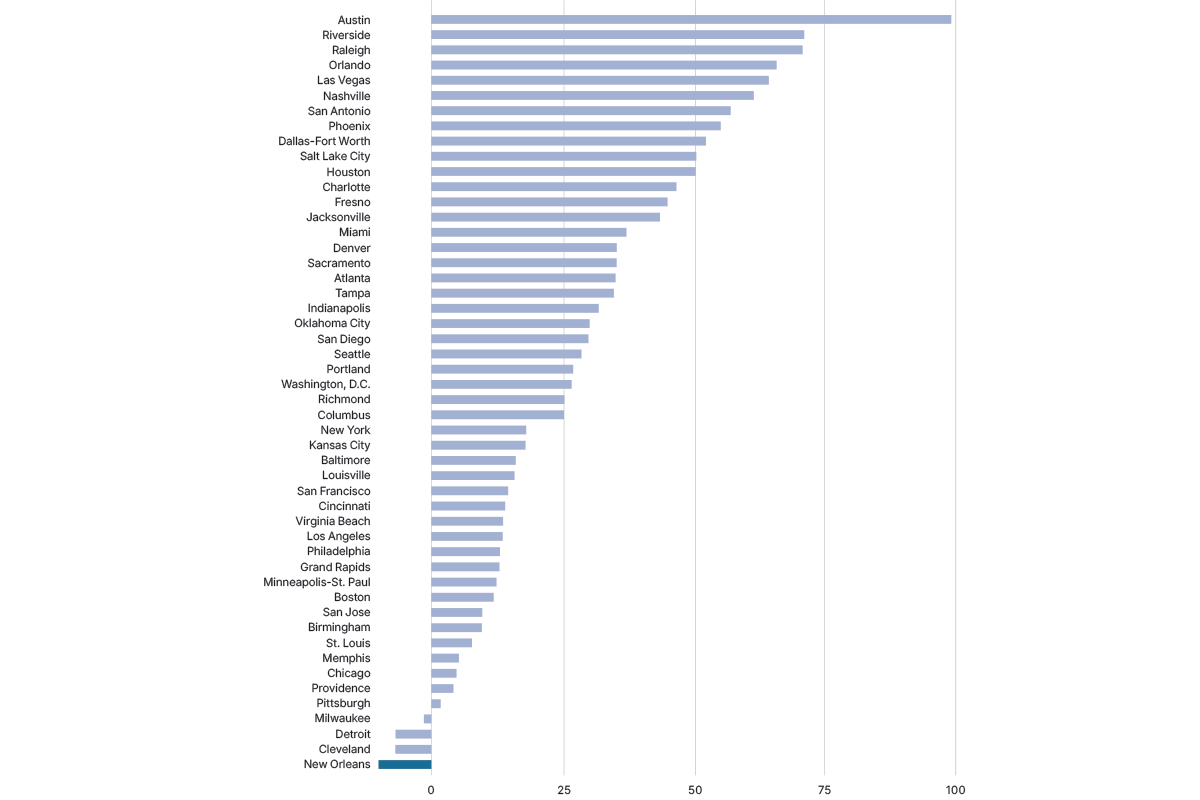 Austin
Riverside
Raleigh
Orlando
Las Vegas
Nashville
San Antonio
Phoenix
Dallas-Fort Worth
Salt Lake City
Houston
Charlotte
Fresno
Jacksonville
Miami
Denver
Sacramento
Atlanta
Tampa
Indianapolis
Oklahoma City
San Diego
Seattle
Portland
Washington, D.C.
Richmond
Columbus
New York
Kansas City
Baltimore
Louisville
San Francisco
Cincinnati
Virginia Beach
Los Angeles
Philadelphia
Grand Rapids
Minneapolis-St. Paul
Boston
San Jose
Birmingham
St. Louis
Memphis
Chicago
Providence
Pittsburgh
Milwaukee
Detroit
Cleveland
New Orleans
0 25 50 75 100